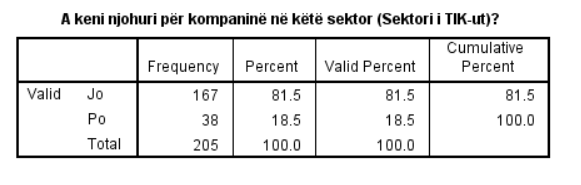 A keni njohuri për kompaninë në këtë sektor (Sektori i TIK-ut)?
Frequency Percent Valid Percent Cumulative Percent
Valid Jo 167 81.5 81.5 81.5
Po 38 18.5 18.5 100.0
Total 205 100.0 100.0